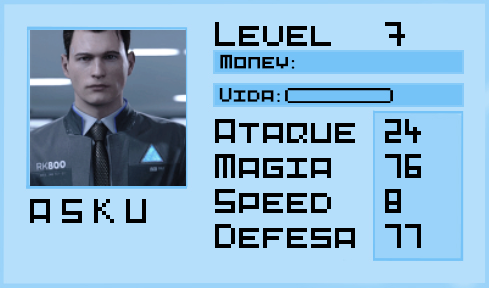 LEVEL 7
MONEY:
VIDA:
ATAQUE 24
MAGIA 76
SPEED 8
DEFESA 77
RK800
ASKU